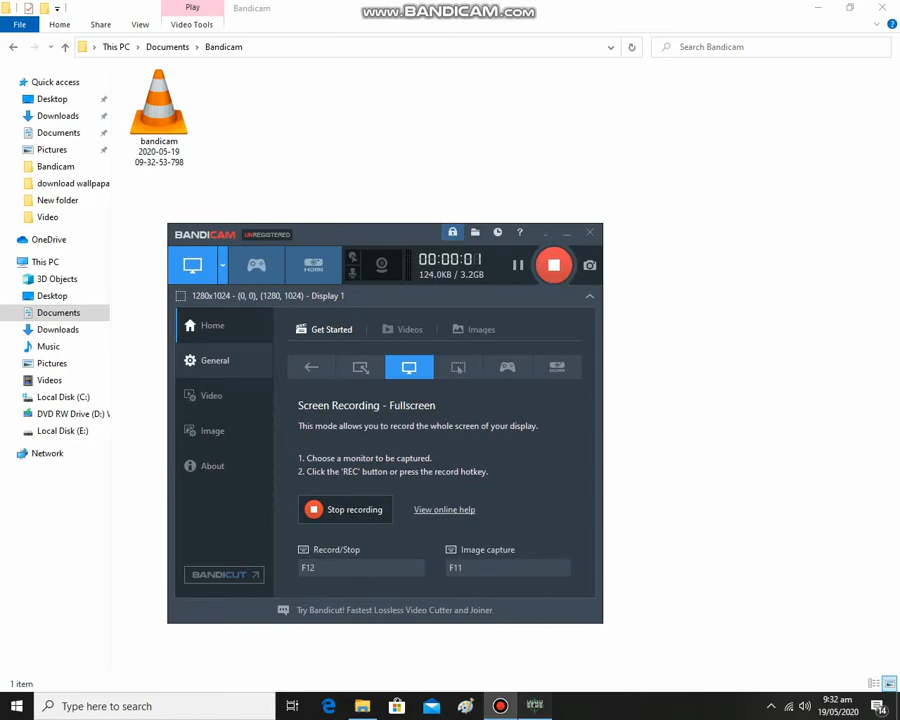 Play
Bandicam
www.BANDICAM.com
File
Home
Share
View
Video Tools
This PC
Documents
Bandicam
Search Bandicam
Quick access
Desktop
Downloads
Documents
Pictures
Bandicam
download wallpapa
New folder
Video
OneDrive
This PC
3D Objects
Desktop
Documents
Downloads
Music
Pictures
Videos
Local Disk (C:)
DVD RW Drive (D:) V
Local Disk (E:)
Network
bandicam
2020-05-19
09-32-53-798
BANDICAM
UNREGISTERED
HDMI
00:00:01
124.0KB / 3.2GB
1280x1024 - (0, 0), (1280, 1024) - Display 1
Home
General
Video
Image
About
BANDICUT
Get Started
Videos
Images
Screen Recording - Fullscreen
This mode allows you to record the whole screen of your display.
1. Choose a monitor to be captured.
2. Click the 'REC' button or press the record hotkey.
Stop recording
View online help
Record/Stop
Image capture
F12
F11
Try Bandicut! Fastest Lossless Video Cutter and Joiner
1 item
Type here to search
9:32 am
19/05/2020
14